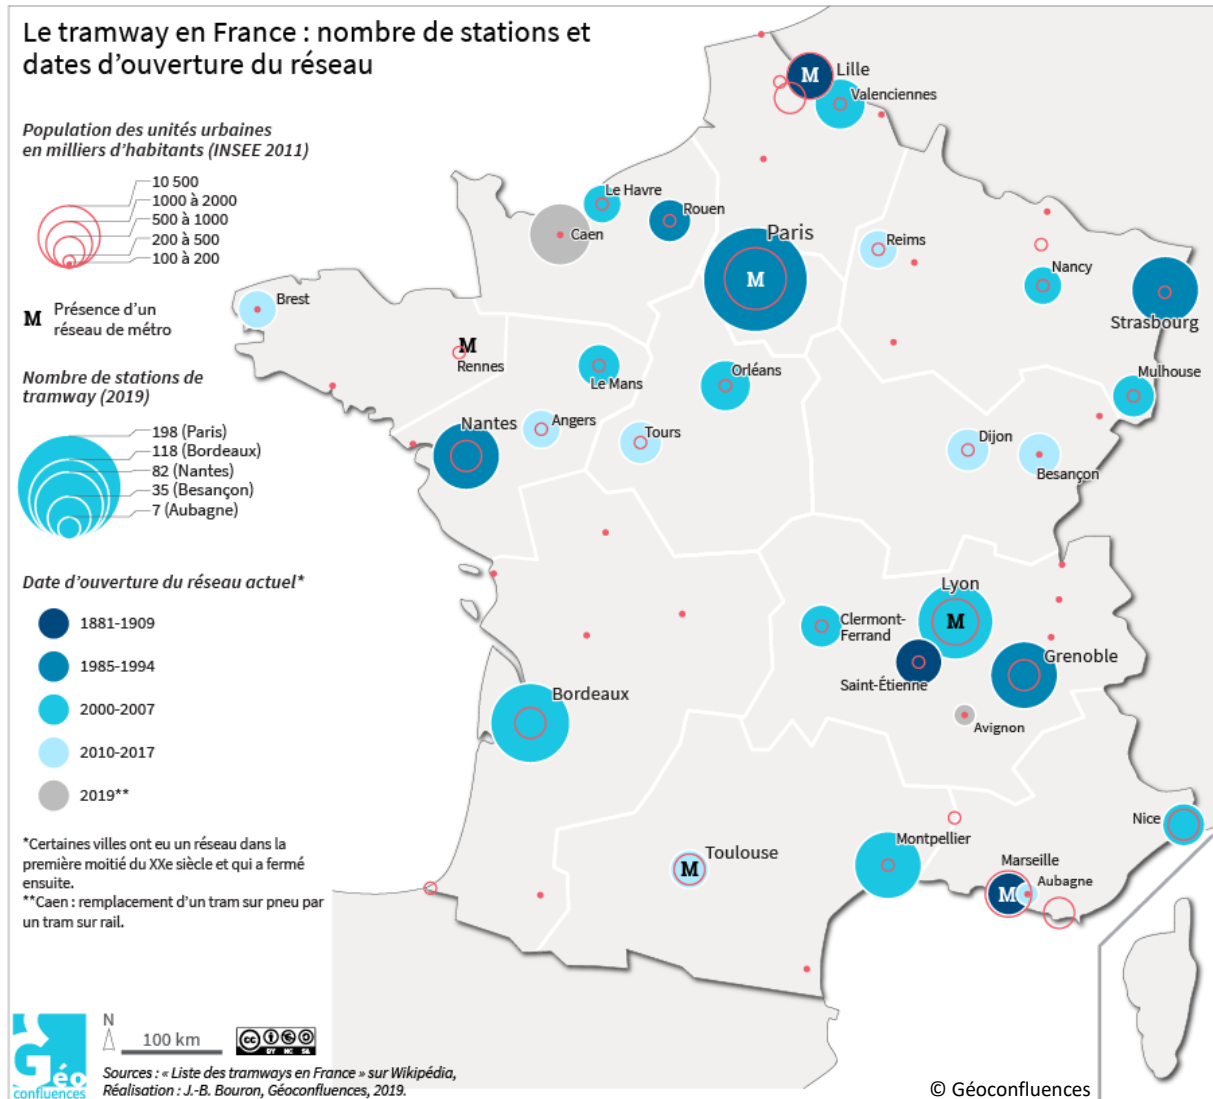 Le tramway en France : nombre de stations et
dates d'ouverture du réseau
Population des unités urbaines
en milliers d'habitants (INSEE 2011)
10 500
1000 à 2000
500 à 1000
200 à 500
100 à 200
M Présence d'un
réseau de métro
Nombre de stations de
tramway (2019)
198 (Paris)
118 (Bordeaux)
82 (Nantes)
35 (Besançon)
7 (Aubagne)
Date d'ouverture du réseau actuel*
1881-1909
1985-1994
2000-2007
2010-2017
2019**
*Certaines villes ont eu un réseau dans la
première moitié du XXe siècle et qui a fermé
ensuite.
**Caen : remplacement d'un tram sur pneu par
un tram sur rail.
M Lille
Valenciennes
Le Havre
Rouen
Caen
Paris
M
Reims
Nancy
Strasbourg
Brest
M
Rennes
Le Mans
Orléans
Mulhouse
Nantes
Angers
Tours
Dijon
Besançon
Lyon
M
Clermont-
Ferrand
Saint-Étienne
Grenoble
Avignon
Bordeaux
Toulouse
M
Montpellier
Nice
Marseille
M
Aubagne
Géo
confluences
N
100 km
cc
BY NC SA
Sources : « Liste des tramways en France » sur Wikipédia,
Réalisation : J.-B. Bouron, Géoconfluences, 2019.
© Géoconfluences